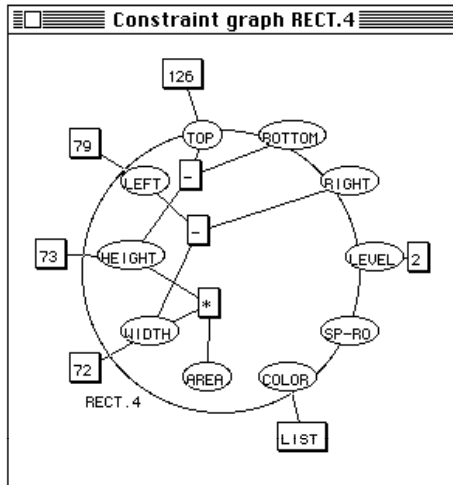 Constraint graph RECT.4
126
TOP
BOTTOM
79
LEFT
-
RIGHT
-
73
HEIGHT
LEVEL
2
*
WIDTH
SP-RO
72
AREA
COLOR
RECT.4
LIST